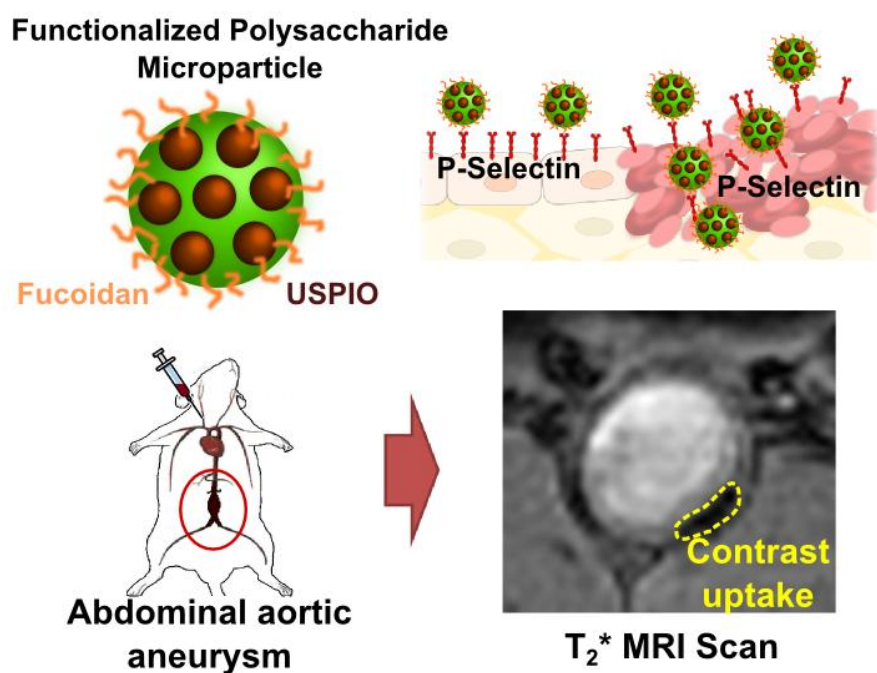 Functionalized Polysaccharide
Microparticle
Fucoidan
USPIO
P-Selectin
P-Selectin
Abdominal aortic
aneurysm
Contrast
uptake
T₂* MRI Scan